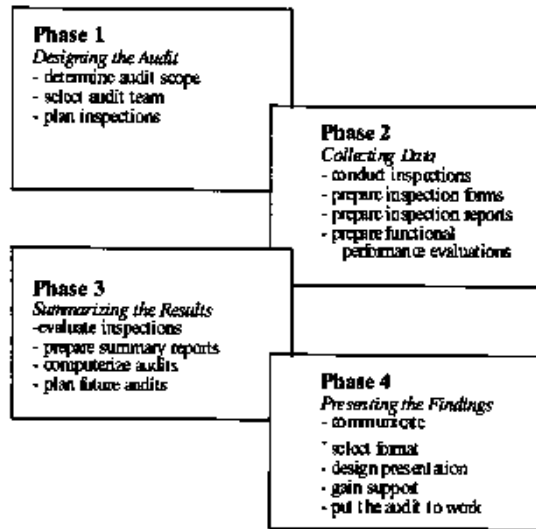 Phase 1
Designing the Audit
- determine audit scope
- select audit team
- plan inspections
Phase 2
Collecting Data
- conduct inspections
- prepare inspection forms
- prepare inspection reports
- prepare functional
performance evaluations
Phase 3
Summarizing the Results
-evaluate inspections
- prepare summary reports
- computerize audits
- plan future audits
Phase 4
Presenting the Findings
- communicate
- select format
- design presentation
- gain support
- put the audit to work